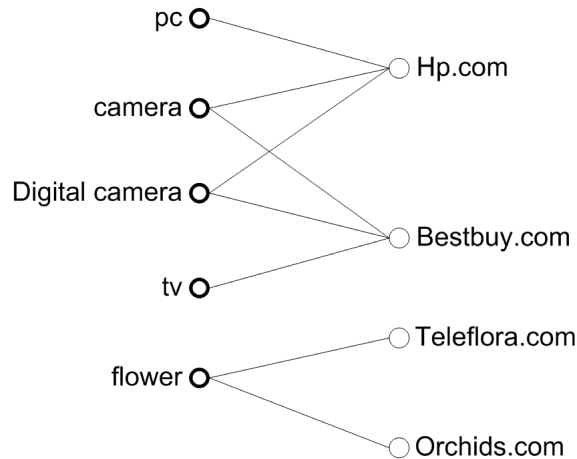 pc
Hp.com
camera
Digital camera
Bestbuy.com
tv
Teleflora.com
flower
Orchids.com